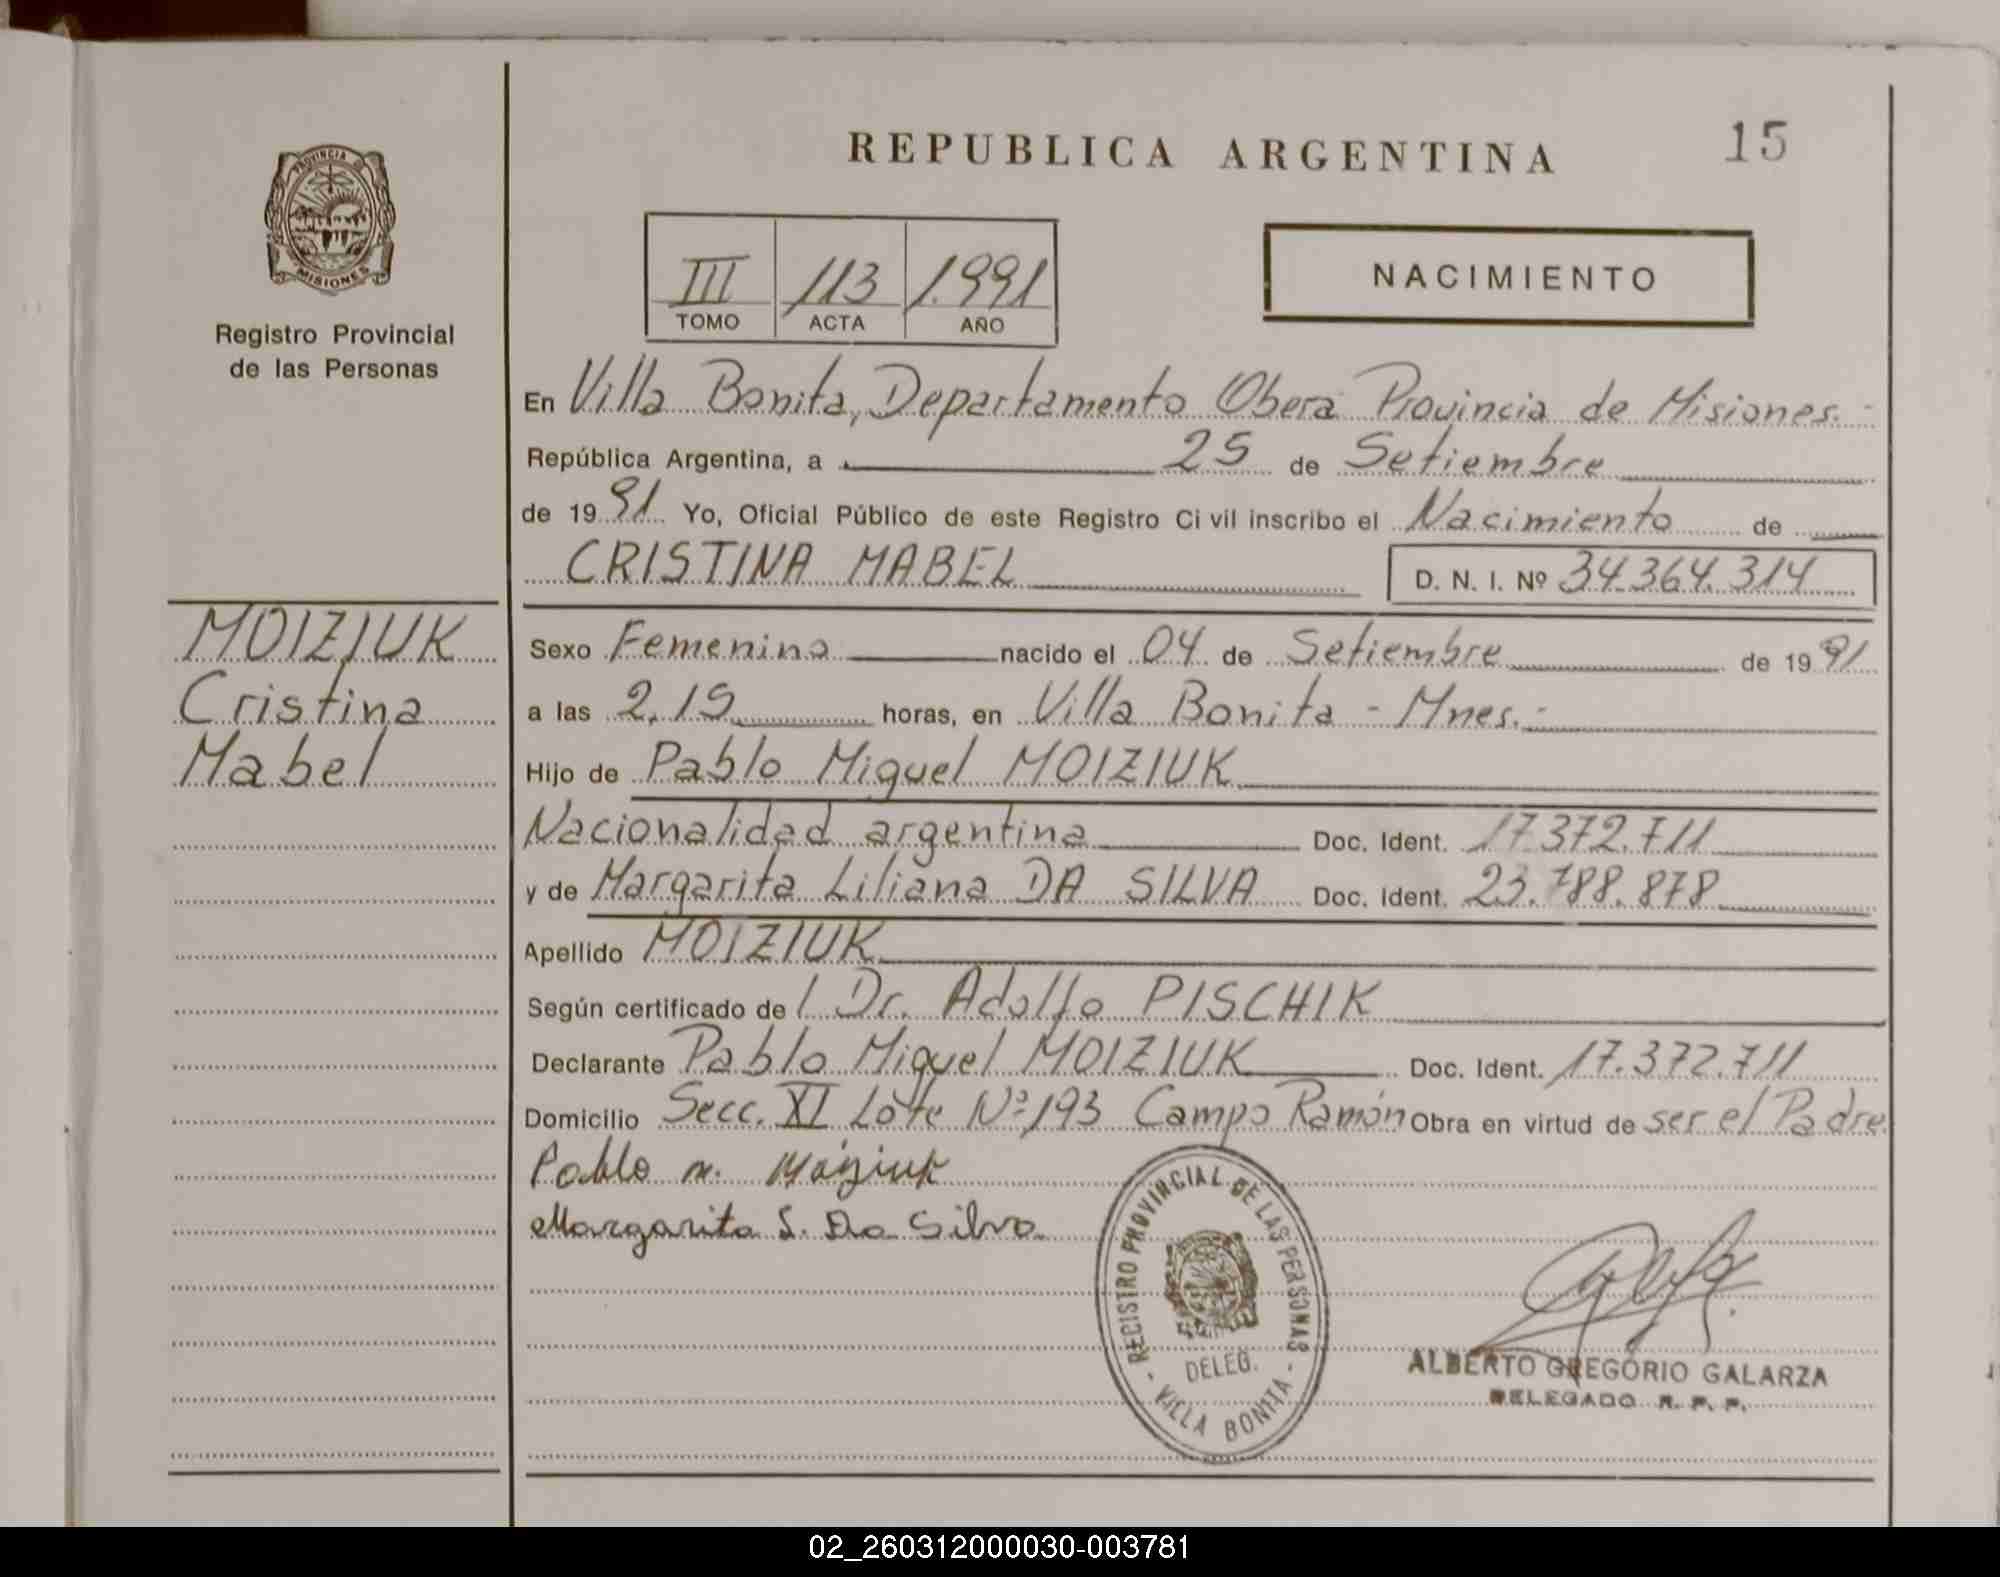 REPUBLICA ARGENTINA
15
PROVINCIA DE
MISIONES
Registro Provincial
de las Personas
III 113 1.991
TOMO ACTA AÑO
NACIMIENTO
En Villa Bonita, Departamento Obera Provincia de Misiones.-
República Argentina, a 25 de Setiembre
de 1991 Yo, Oficial Público de este Registro Civil inscribo el Nacimiento de
CRISTINA MABEL D. N. I. Nº 34.364.314
MOIZIUK
Cristina
Mabel
Sexo Femenino nacido el 04 de Setiembre de 1991
a las 2,15 horas, en Villa Bonita - Mnes.-
Hijo de Pablo Miguel MOIZIUK
Nacionalidad argentina Doc. Ident. 17.372.711
y de Margarita Liliana DA SILVA Doc. Ident. 23.788.878
Apellido MOIZIUK
Según certificado de / Dr. Adolfo PISCHIK
Declarante Pablo Miguel MOIZIUK Doc. Ident. 17.372.711
Domicilio Secc. XI Lote Nº 193 Campo Ramón Obra en virtud de ser el Padre
Pablo M. Moiziuk
Margarita L. Da Silva
REGISTRO PROVINCIAL DE LAS PERSONAS
DELEG.
- VILLA BONITA -
ALBERTO GREGORIO GALARZA
DELEGADO R. P. P.
02_260312000030-003781